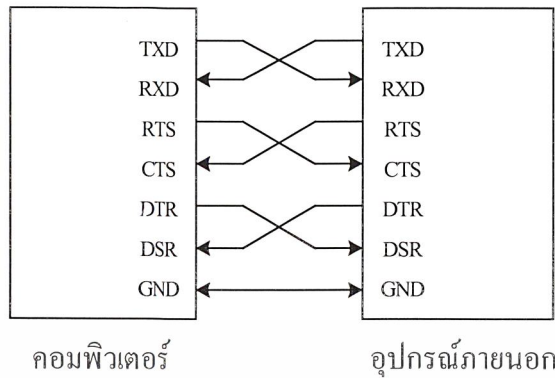 TXD TXD
RXD RXD
RTS RTS
CTS CTS
DTR DTR
DSR DSR
GND GND
คอมพิวเตอร์ อุปกรณ์ภายนอก